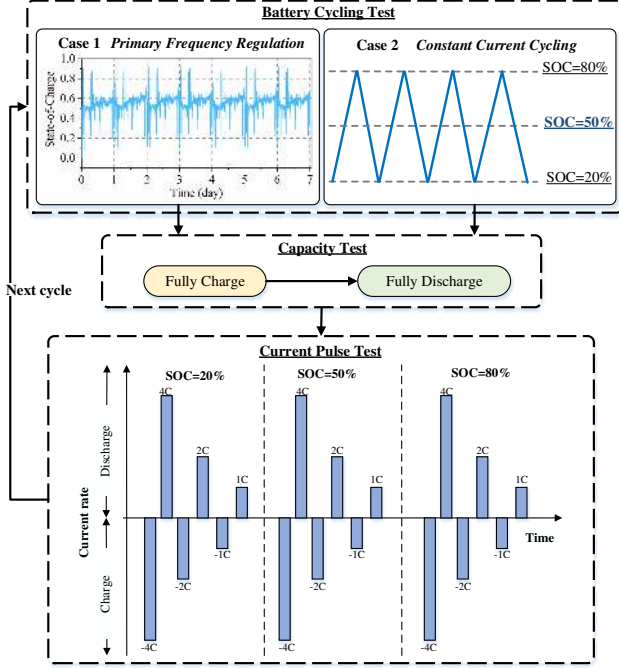 Battery Cycling Test
Case 1 Primary Frequency Regulation
1.0
0.8
0.6
0.4
0.2
0.0
State-of-Charge
0 1 2 3 4 5 6 7
Time (day)
Case 2 Constant Current Cycling
SOC=80%
SOC=50%
SOC=20%
Capacity Test
Fully Charge
Fully Discharge
Next cycle
Current Pulse Test
SOC=20% SOC=50% SOC=80%
4C 4C 4C
2C 2C 2C
1C 1C 1C
Discharge
Current rate
Time
Charge
-1C -1C -1C
-2C -2C -2C
-4C -4C -4C